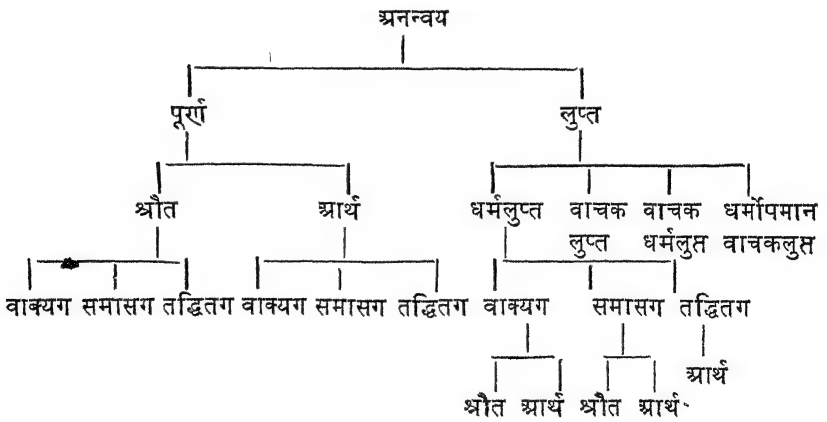 अनन्वय
पूर्ण लुप्त
श्रौत आर्थ धर्मलुप्त वाचक वाचक धर्मोपमान
लुप्त धर्मलुप्त वाचकलुप्त
वाक्यग समासग तद्धितग वाक्यग समासग तद्धितग वाक्यग समासग तद्धितग
आर्थ
श्रौत आर्थ श्रौत आर्थ